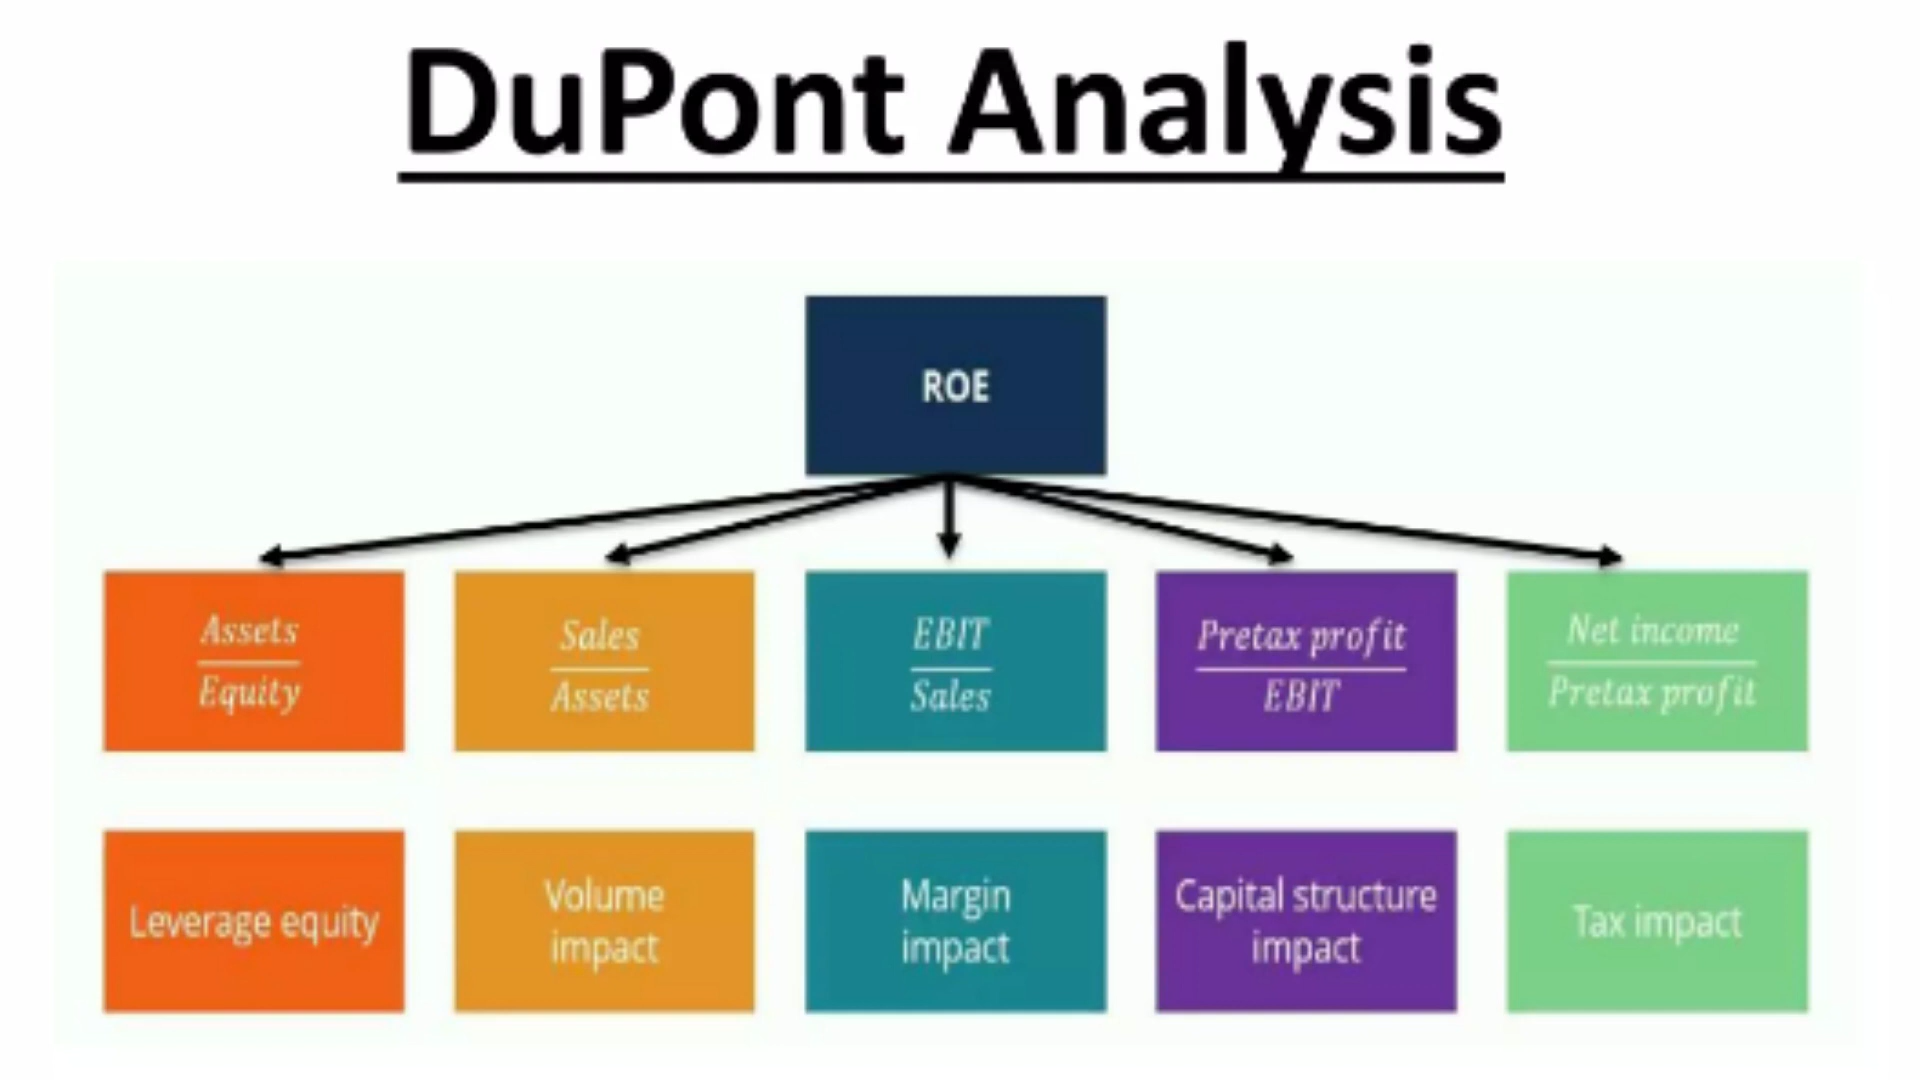 DuPont Analysis
ROE
Assets
Equity
Sales
Assets
EBIT
Sales
Pretax profit
EBIT
Net income
Pretax profit
Leverage equity
Volume
impact
Margin
impact
Capital structure
impact
Tax impact